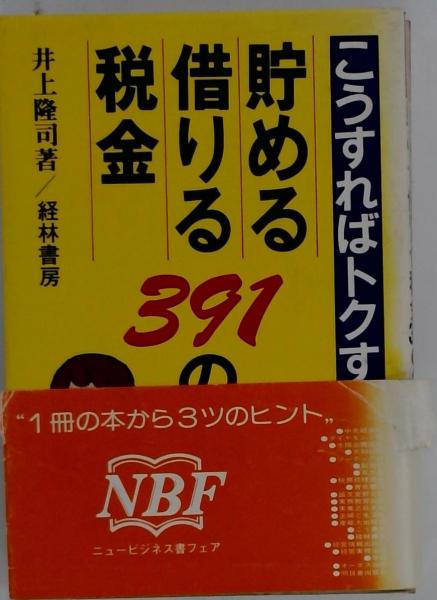 こうすればトクす
貯める
借りる
税金
391の
井上隆司著／経林書房
“1冊の本から3ツのヒント”
NBF
ニュービジネス書フェア